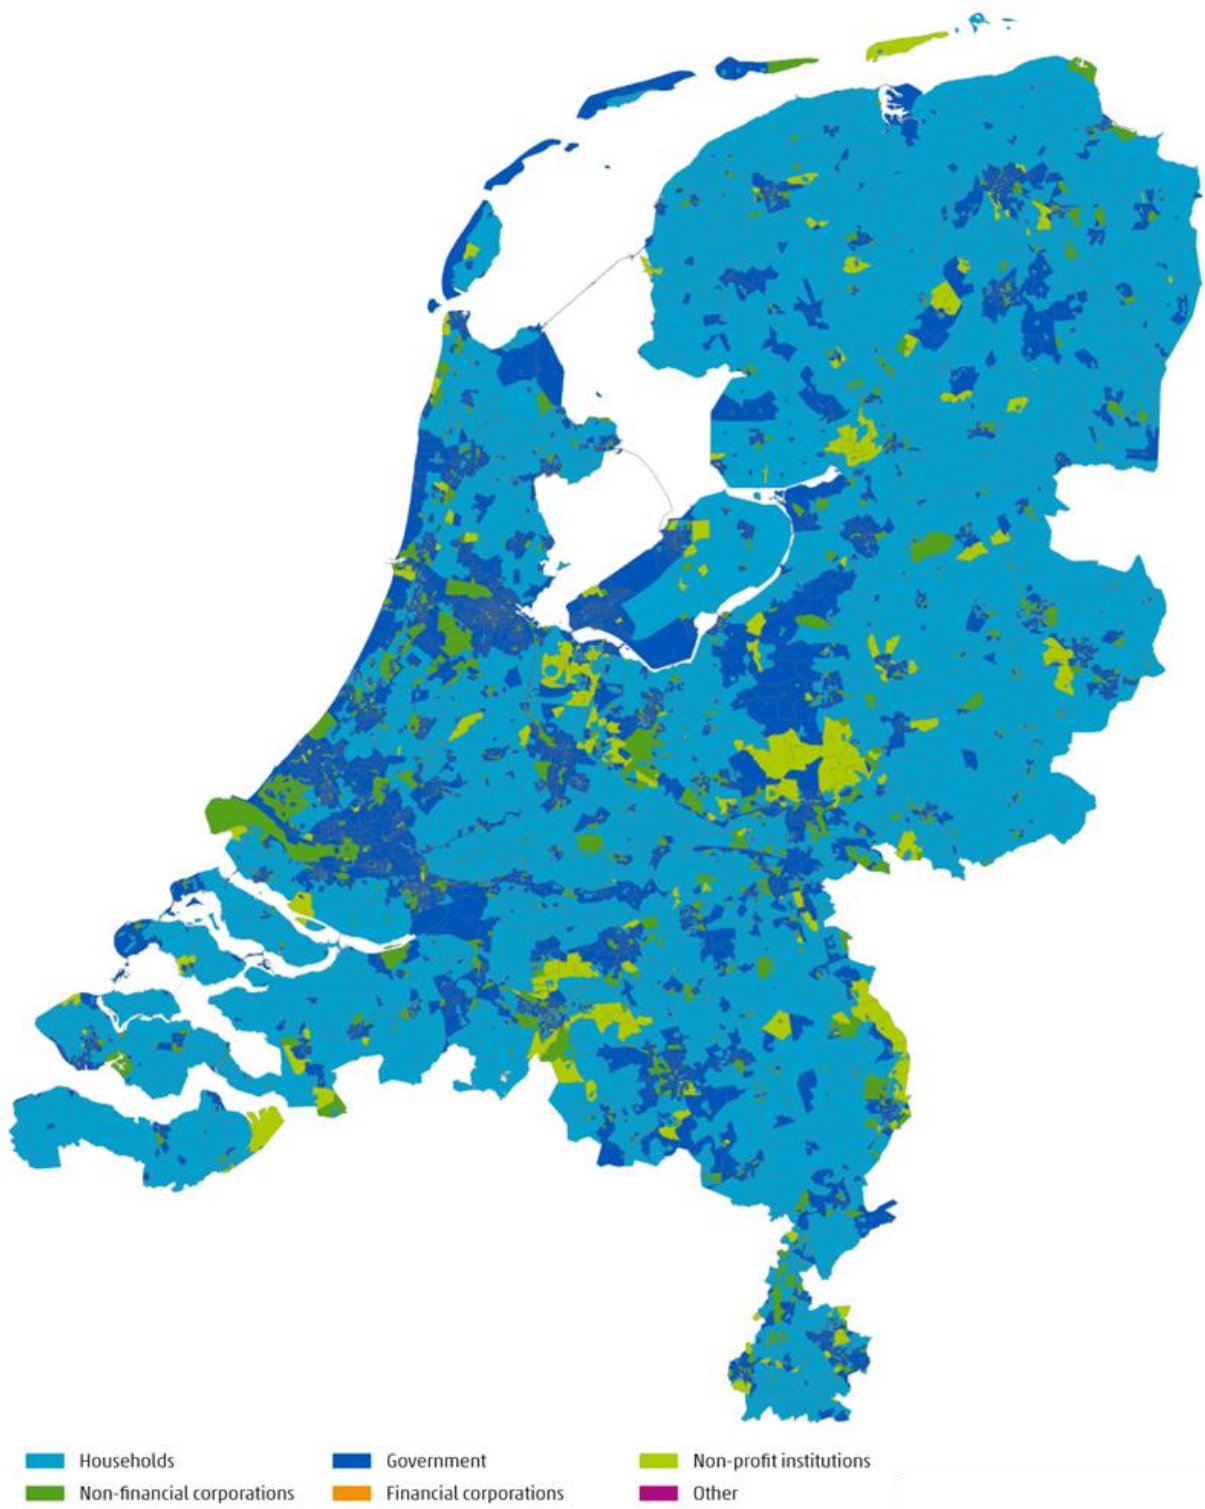 Households
Government
Non-profit institutions
Non-financial corporations
Financial corporations
Other